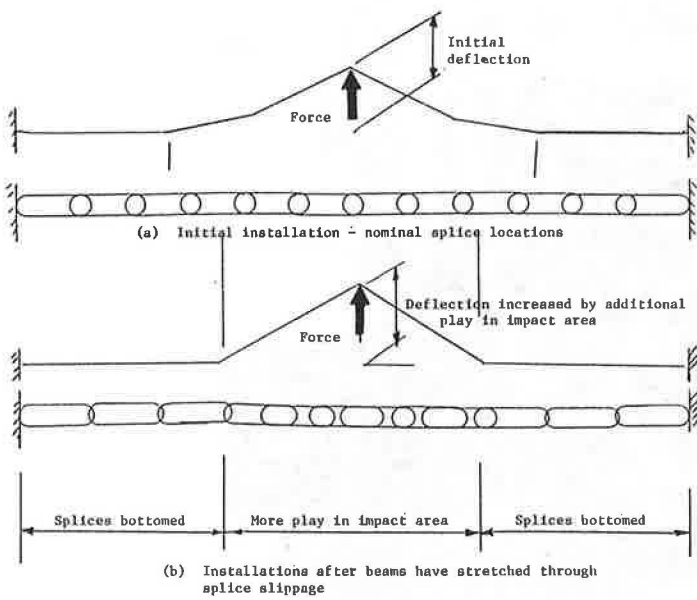 Initial
deflection
Force
(a) Initial installation - nominal splice locations
Deflection increased by additional
play in impact area
Force
Splices bottomed
More play in impact area
Splices bottomed
(b) Installations after beams have stretched through
splice slippage